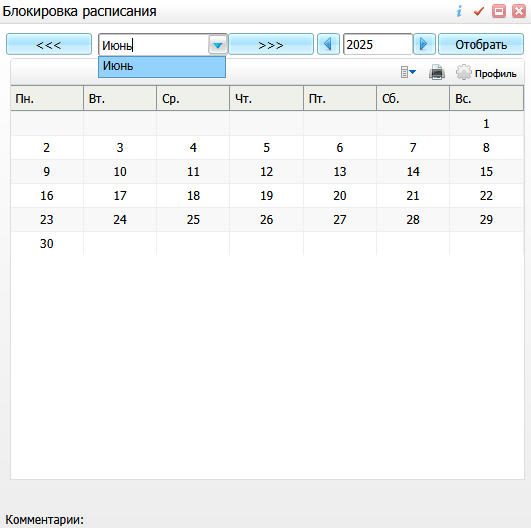 Блокировка расписания
<<< Июнь >>> 2025 Отобрать
Июнь
Профиль
Пн. Вт. Ср. Чт. Пт. Сб. Вс.
1
2 3 4 5 6 7 8
9 10 11 12 13 14 15
16 17 18 19 20 21 22
23 24 25 26 27 28 29
30
Комментарии: